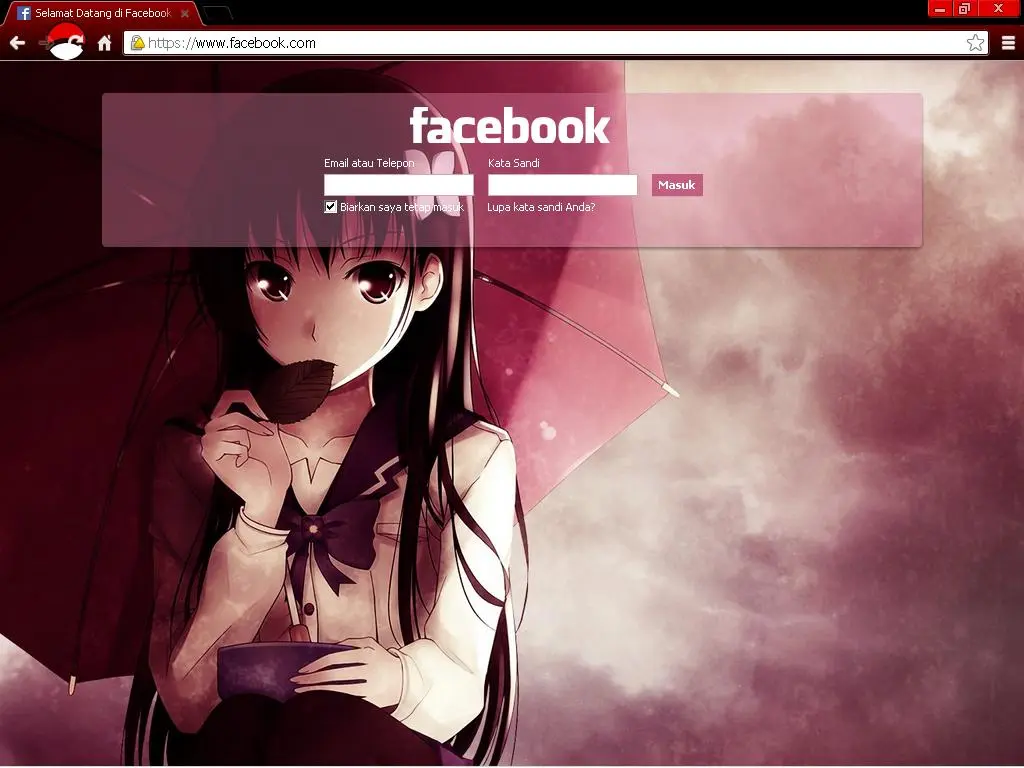 Selamat Datang di Facebook
https://www.facebook.com
facebook
Email atau Telepon
Kata Sandi
Masuk
Biarkan saya tetap masuk
Lupa kata sandi Anda?